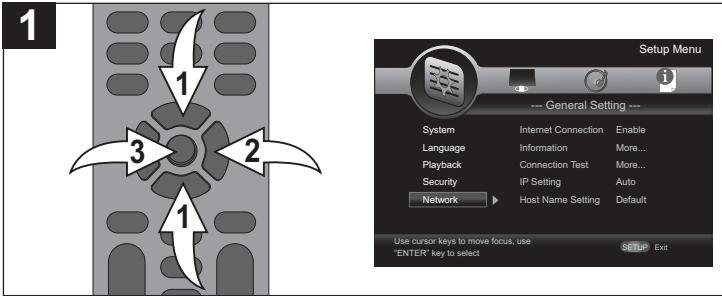 1
1
3
2
1
Setup Menu
--- General Setting ---
System Internet Connection Enable
Language Information More...
Playback Connection Test More...
Security IP Setting Auto
Network Host Name Setting Default
Use cursor keys to move focus, use
“ENTER” key to select
SETUP Exit